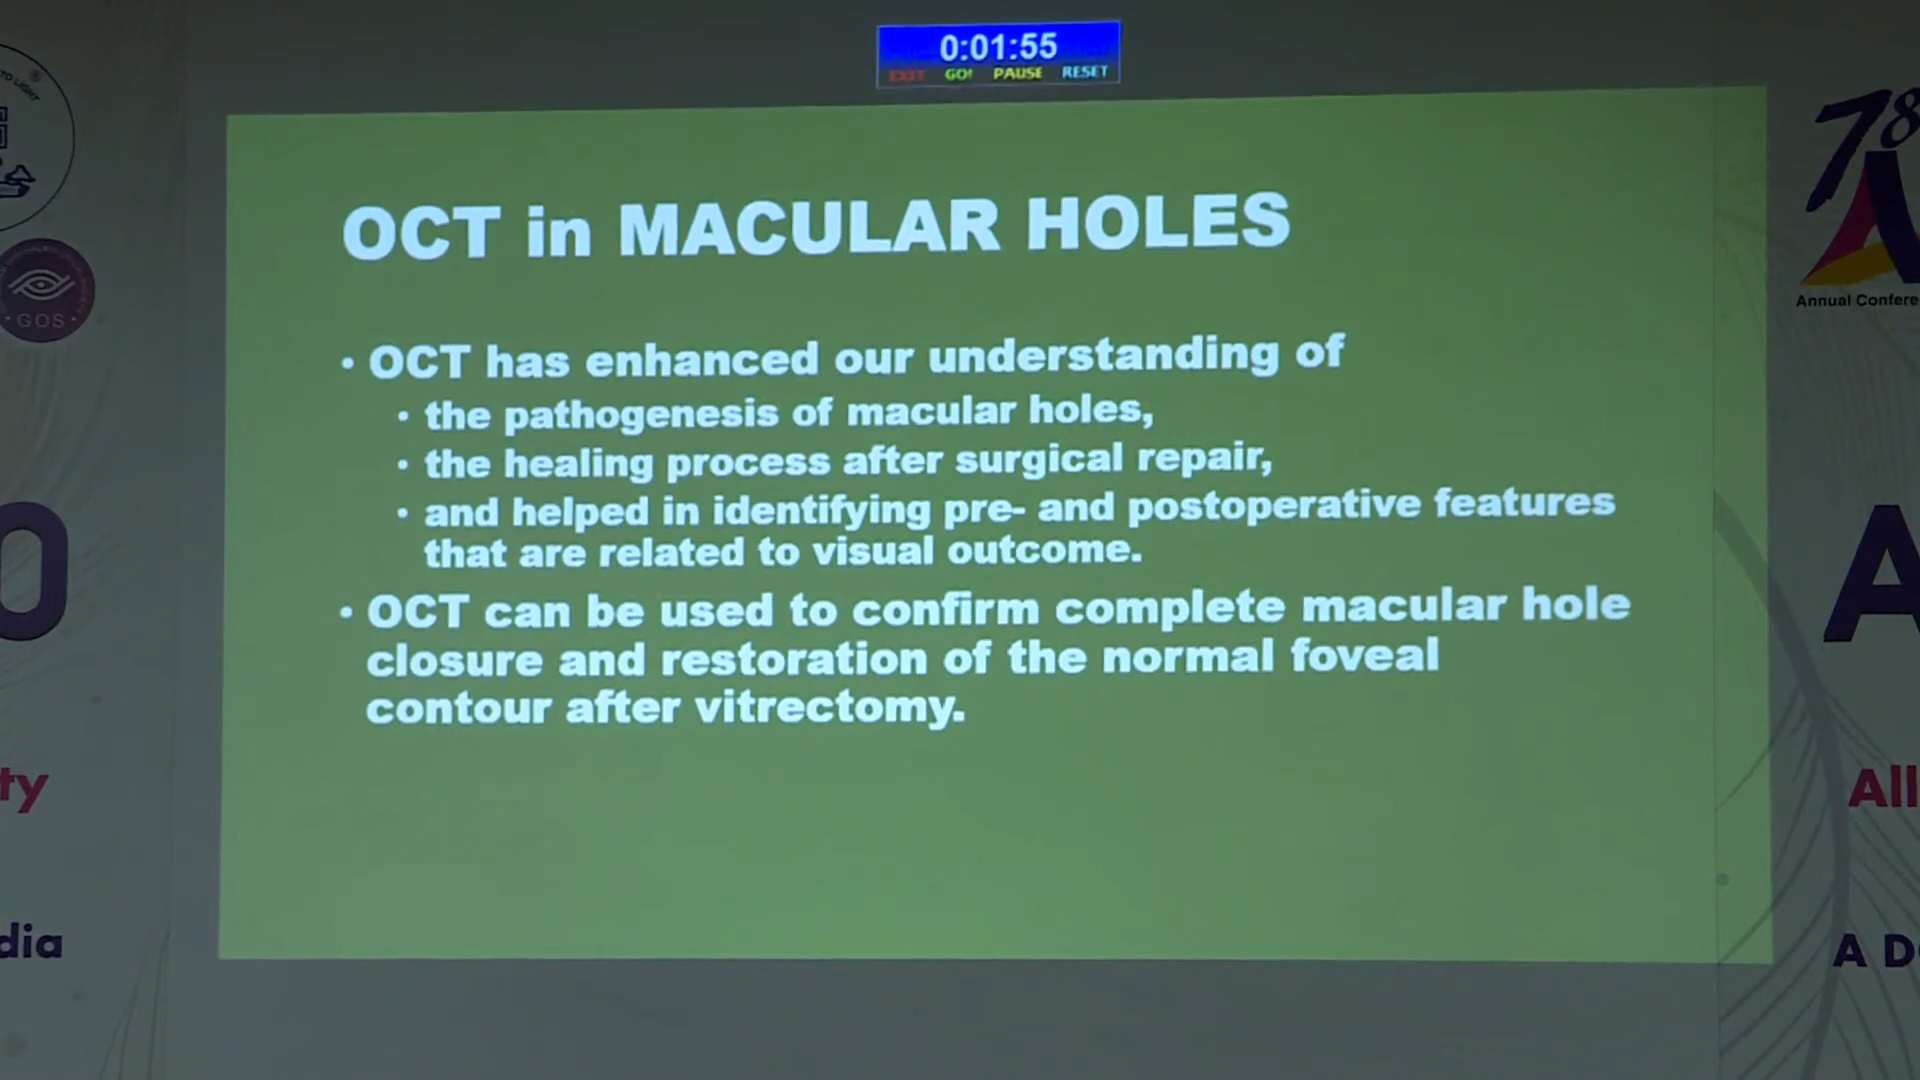 0:01:55
EXIT GO! PAUSE RESET
TO LIGHT
GOS
78
Annual Confere
OCT in MACULAR HOLES
• OCT has enhanced our understanding of
• the pathogenesis of macular holes,
• the healing process after surgical repair,
• and helped in identifying pre- and postoperative features
that are related to visual outcome.
• OCT can be used to confirm complete macular hole
closure and restoration of the normal foveal
contour after vitrectomy.
O
A
ty
All
dia
A D